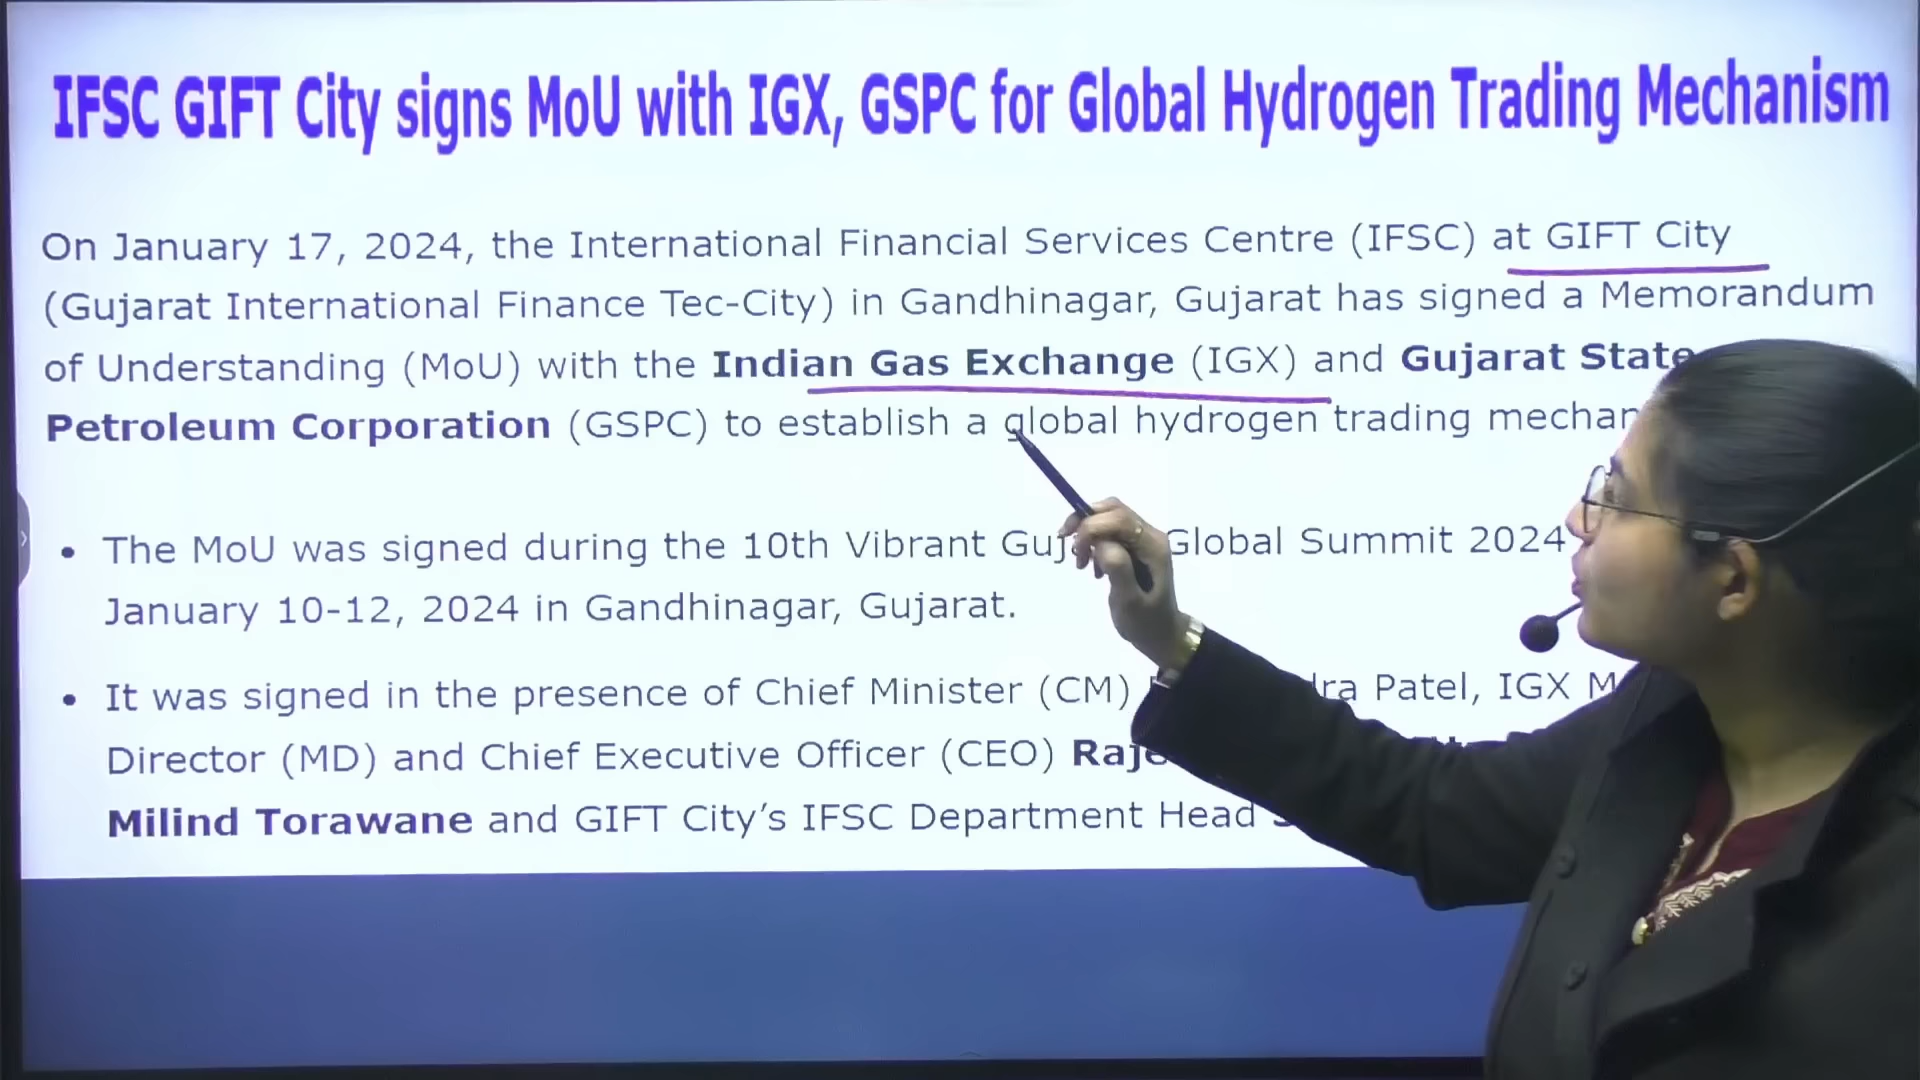 IFSC GIFT City signs MoU with IGX, GSPC for Global Hydrogen Trading Mechanism
On January 17, 2024, the International Financial Services Centre (IFSC) at GIFT City
(Gujarat International Finance Tec-City) in Gandhinagar, Gujarat has signed a Memorandum
of Understanding (MoU) with the Indian Gas Exchange (IGX) and Gujarat State
Petroleum Corporation (GSPC) to establish a global hydrogen trading
• The MoU was signed during the 10th Vibrant Global Summit 2024
January 10-12, 2024 in Gandhinagar, Gujarat.
• It was signed in the presence of Chief Minister (CM) Patel, IGX
Director (MD) and Chief Executive Officer (CEO)
Milind Torawane and GIFT City’s IFSC Department Head